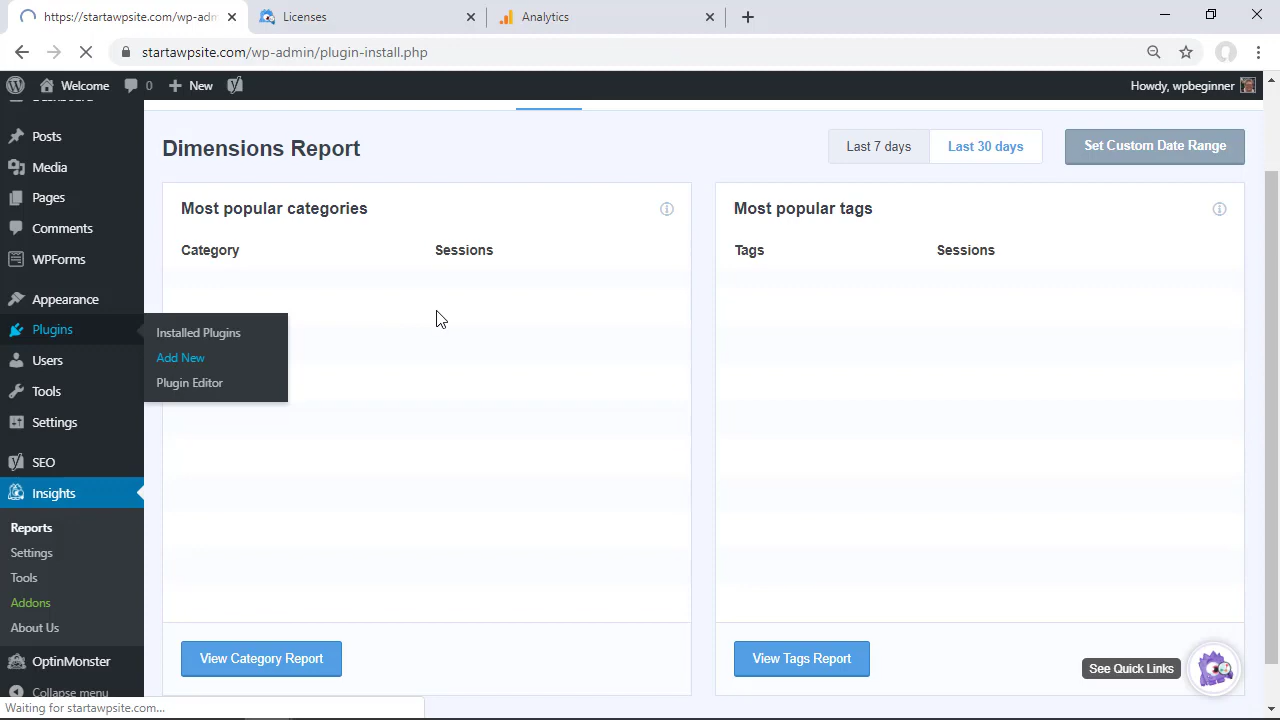 https://startawpsite.com/wp-adm
Licenses
Analytics
startawpsite.com/wp-admin/plugin-install.php
Welcome
0
New
Howdy, wpbeginner
Posts
Media
Pages
Comments
WPForms
Appearance
Plugins
Installed Plugins
Add New
Plugin Editor
Users
Tools
Settings
SEO
Insights
Reports
Settings
Tools
Addons
About Us
OptinMonster
Collapse menu
Dimensions Report
Last 7 days
Last 30 days
Set Custom Date Range
Most popular categories
Category Sessions
View Category Report
Most popular tags
Tags Sessions
View Tags Report
See Quick Links
Waiting for startawpsite.com...